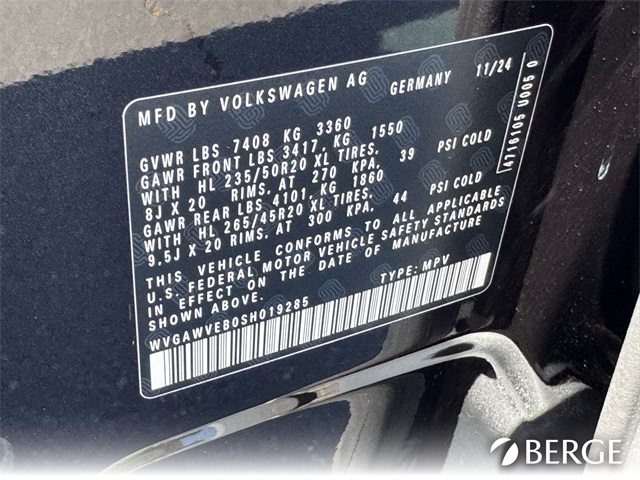 MFD BY VOLKSWAGEN AG GERMANY 11/24
GVWR LBS 7408 KG 3360
GAWR FRONT LBS 3417, KG 1550
WITH HL 235/50R20 XL TIRES.
8J X 20 RIMS. AT 270 KPA. 39 PSI COLD
GAWR REAR LBS 4101, KG 1860
WITH HL 265/45R20 XL TIRES.
9,5J X 20 RIMS. AT 300 KPA. 44 PSI COLD
THIS VEHICLE CONFORMS TO ALL APPLICABLE
U.S. FEDERAL MOTOR VEHICLE SAFETY STANDARDS
IN EFFECT ON THE DATE OF MANUFACTURE
SHOWN ABOVE.
TYPE: MPV
WVGAWVEB0SH019285
4716105 U005 0
BERGE